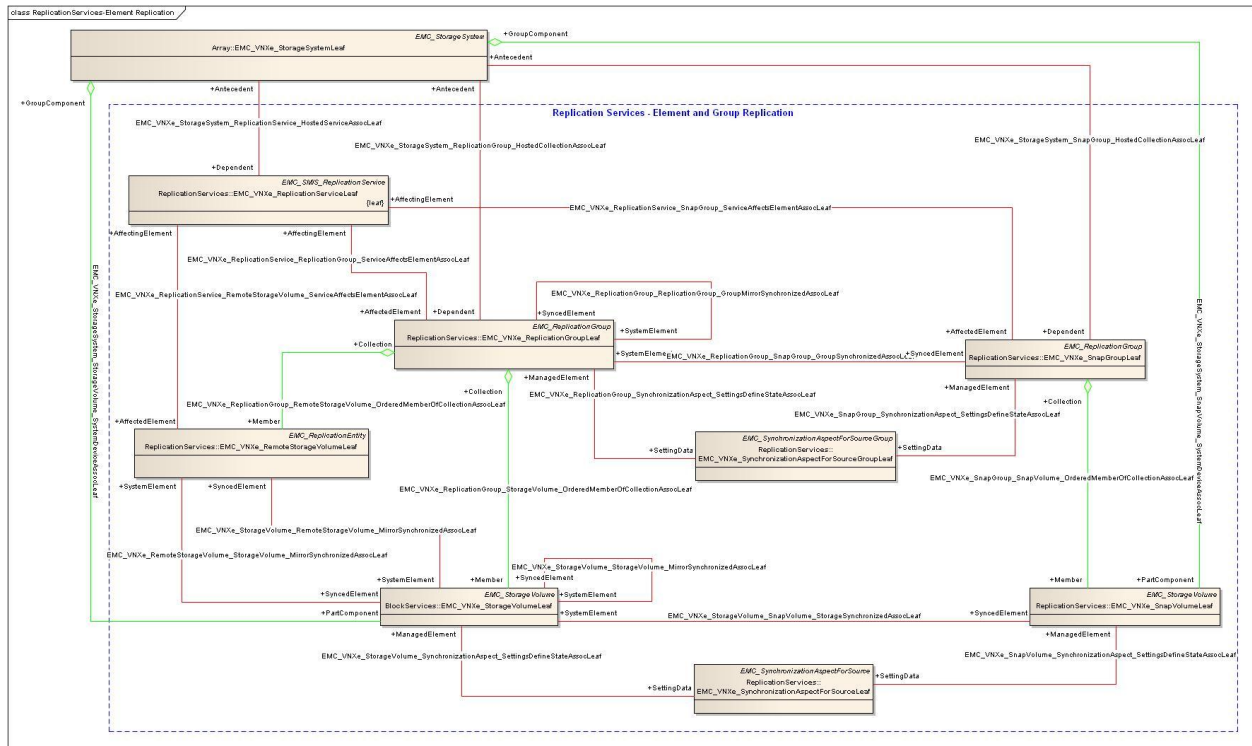 class ReplicationServices-Element Replication
EMC_StorageSystem
Array::EMC_VNXe_StorageSystemLeaf
+GroupComponent
+Antecedent
+Antecedent
+Antecedent
+GroupComponent
Replication Services - Element and Group Replication
EMC_VNXe_StorageSystem_ReplicationService_HostedServiceAssocLeaf
EMC_VNXe_StorageSystem_SnapGroup_HostedCollectionAssocLeaf
EMC_VNXe_StorageSystem_ReplicationGroup_HostedCollectionAssocLeaf
+Dependent
EMC_SMIS_ReplicationService
ReplicationServices::EMC_VNXe_ReplicationServiceLeaf
{leaf}
+AffectingElement
EMC_VNXe_ReplicationService_SnapGroup_ServiceAffectsElementAssocLeaf
+AffectingElement
+AffectingElement
EMC_VNXe_ReplicationService_ReplicationGroup_ServiceAffectsElementAssocLeaf
EMC_VNXe_StorageSystem_StorageVolume_SystemDeviceAssocLeaf
EMC_VNXe_StorageSystem_SnapVolume_SystemDeviceAssocLeaf
EMC_VNXe_ReplicationService_RemoteStorageVolume_ServiceAffectsElementAssocLeaf
EMC_VNXe_ReplicationGroup_ReplicationGroup_GroupMirrorSynchronizedAssocLeaf
+AffectedElement
+Dependent
+SyncedElement
EMC_ReplicationGroup
ReplicationServices::EMC_VNXe_ReplicationGroupLeaf
+SystemElement
+AffectedElement
+Dependent
+Collection
EMC_ReplicationGroup
ReplicationServices::EMC_VNXe_SnapGroupLeaf
+SystemEleme
EMC_VNXe_ReplicationGroup_SnapGroup_GroupSynchronizedAssocL
+SyncedElement
+ManagedElement
+ManagedElement
+Collection
EMC_VNXe_ReplicationGroup_SynchronizationAspect_SettingsDefineStateAssocLeaf
+Collection
EMC_VNXe_ReplicationGroup_RemoteStorageVolume_OrderedMemberOfCollectionAssocLeaf
EMC_VNXe_SnapGroup_SynchronizationAspect_SettingsDefineStateAssocLeaf
+AffectedElement
+Member
EMC_ReplicationEntity
ReplicationServices::EMC_VNXe_RemoteStorageVolumeLeaf
EMC_SynchronizationAspectForSourceGroup
ReplicationServices::
EMC_VNXe_SynchronizationAspectForSourceGroupLeaf
+SettingData
+SettingData
+SystemElement
+SyncedElement
EMC_VNXe_ReplicationGroup_StorageVolume_OrderedMemberOfCollectionAssocLeaf
EMC_VNXe_SnapGroup_SnapVolume_OrderedMemberOfCollectionAssocLeaf
EMC_VNXe_StorageVolume_RemoteStorageVolume_MirrorSynchronizedAssocLeaf
EMC_VNXe_RemoteStorageVolume_StorageVolume_MirrorSynchronizedAssocLeaf
EMC_VNXe_StorageVolume_StorageVolume_MirrorSynchronizedAssocLeaf
+SystemElement
+Member
+SyncedElement
+Member
+PartComponent
+SyncedElement
EMC_StorageVolume
BlockServices::EMC_VNXe_StorageVolumeLeaf
+SystemElement
EMC_StorageVolume
ReplicationServices::EMC_VNXe_SnapVolumeLeaf
+PartComponent
+SystemElement
EMC_VNXe_StorageVolume_SnapVolume_StorageSynchronizedAssocLeaf
+SyncedElement
+ManagedElement
+ManagedElement
EMC_VNXe_StorageVolume_SynchronizationAspect_SettingsDefineStateAssocLeaf
EMC_VNXe_SnapVolume_SynchronizationAspect_SettingsDefineStateAssocLeaf
EMC_SynchronizationAspectForSource
ReplicationServices::
EMC_VNXe_SynchronizationAspectForSourceLeaf
+SettingData
+SettingData